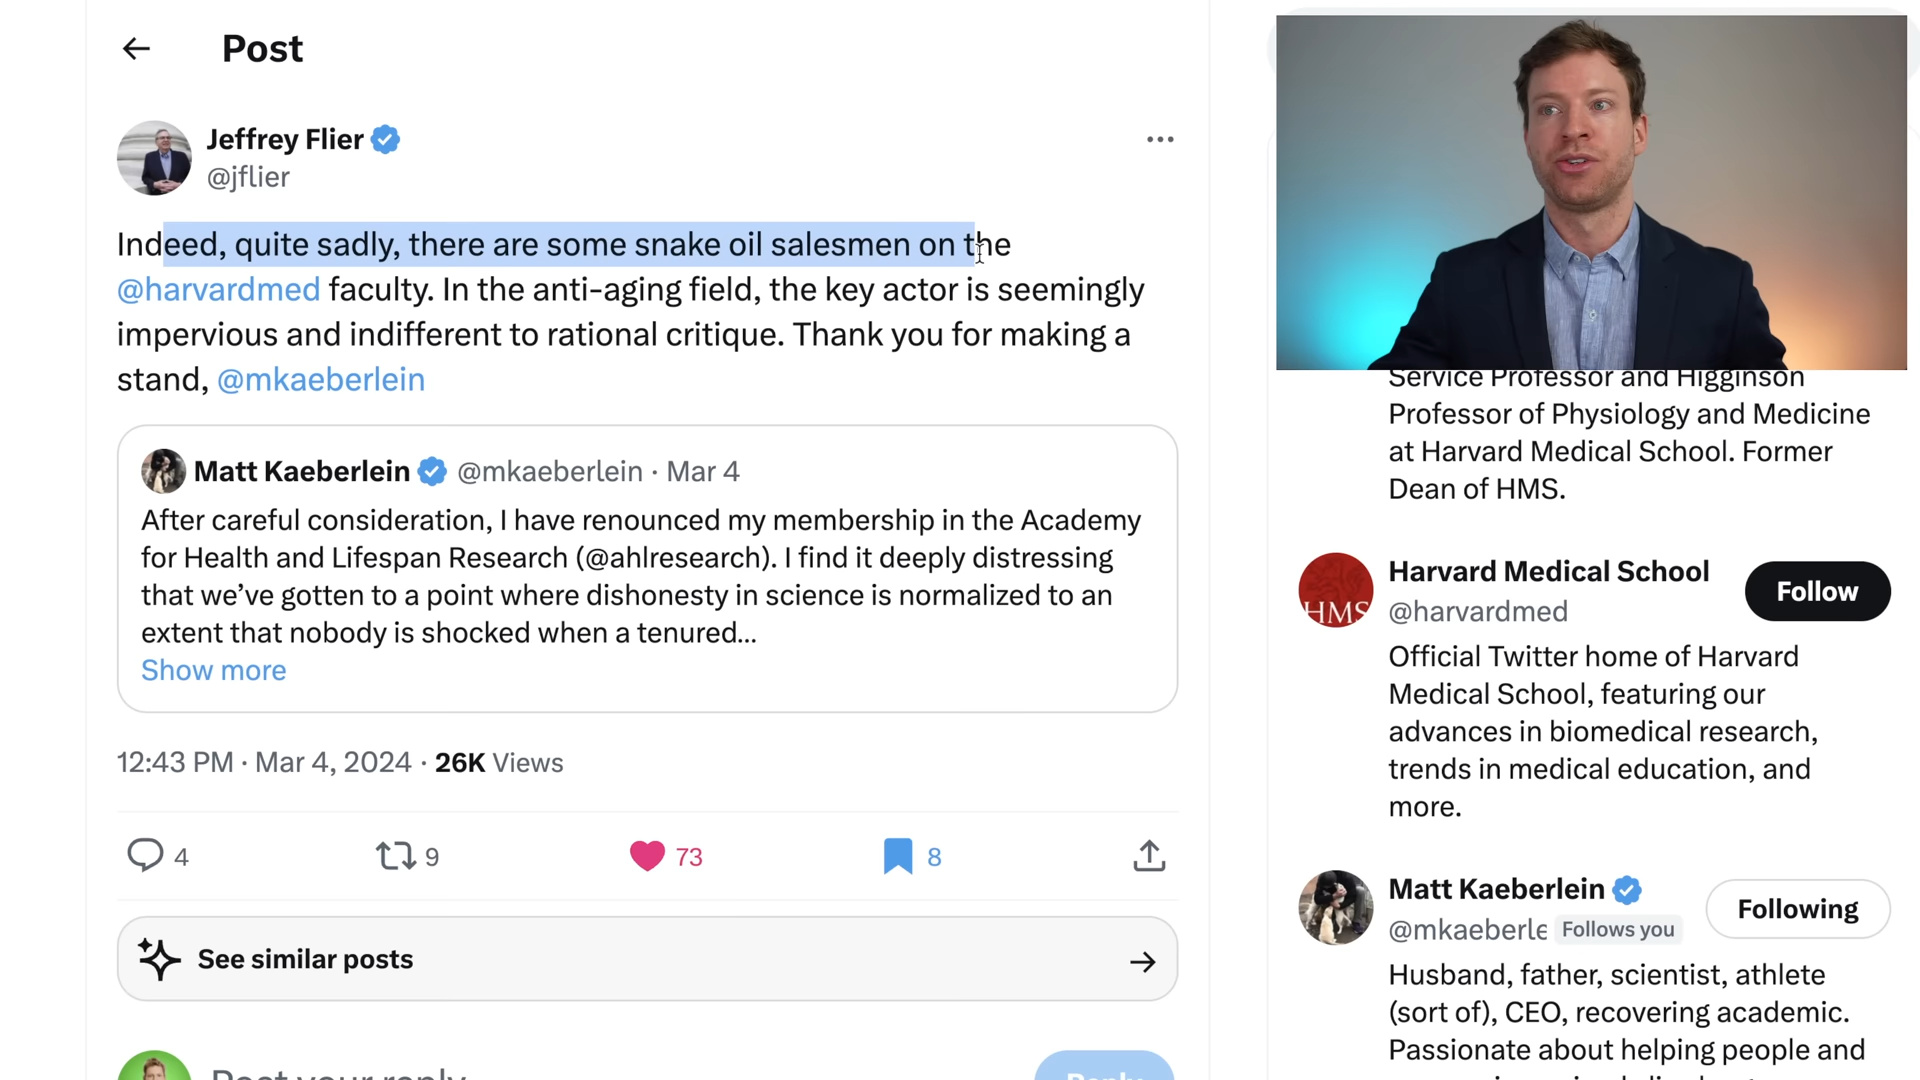 Post
Jeffrey Flier
@jflier
Indeed, quite sadly, there are some snake oil salesmen on the
@harvardmed faculty. In the anti-aging field, the key actor is seemingly
impervious and indifferent to rational critique. Thank you for making a
stand, @mkaeberlein
Matt Kaeberlein @mkaeberlein · Mar 4
After careful consideration, I have renounced my membership in the Academy
for Health and Lifespan Research (@ahlresearch). I find it deeply distressing
that we’ve gotten to a point where dishonesty in science is normalized to an
extent that nobody is shocked when a tenured...
Show more
12:43 PM · Mar 4, 2024 · 26K Views
4 9 73 8
See similar posts
Post your reply
Reply
Service Professor and Higginson
Professor of Physiology and Medicine
at Harvard Medical School. Former
Dean of HMS.
HMS
Harvard Medical School
@harvardmed
Follow
Official Twitter home of Harvard
Medical School, featuring our
advances in biomedical research,
trends in medical education, and
more.
Matt Kaeberlein
@mkaeberle Follows you
Following
Husband, father, scientist, athlete
(sort of), CEO, recovering academic.
Passionate about helping people and